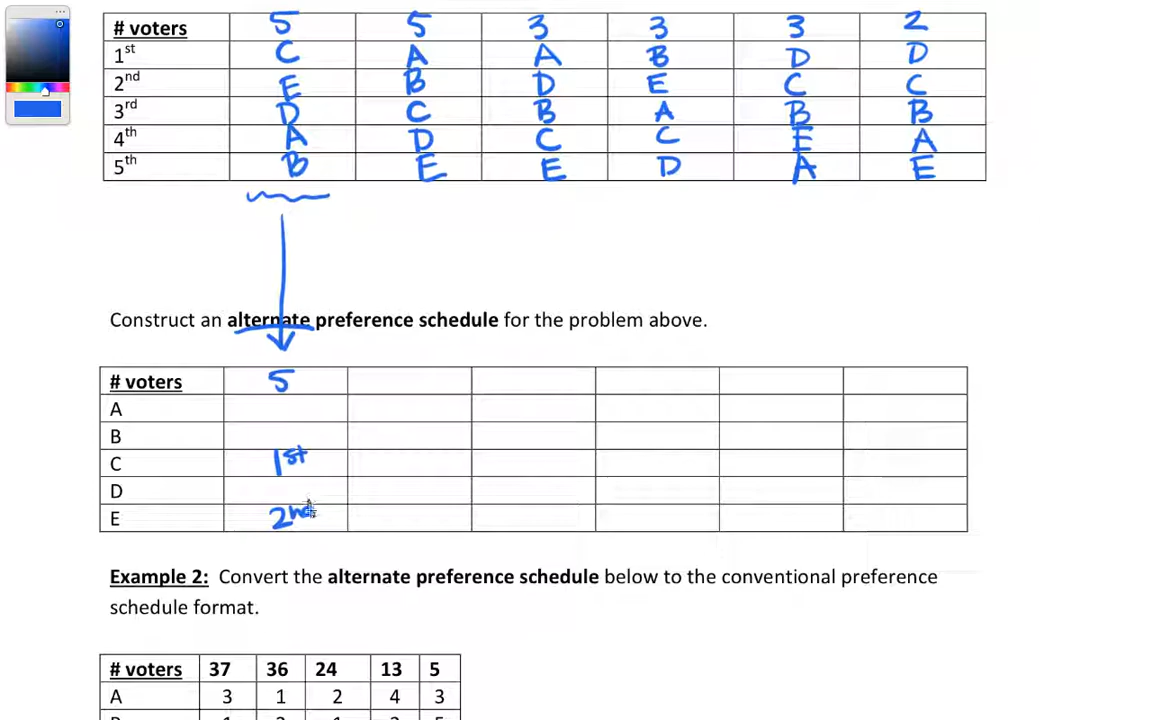 # voters 5 5 3 3 3 2
1st C A A B D D
2nd E B D E C C
3rd D C B A B B
4th A D C C E A
5th B E E D A E
Construct an alternate preference schedule for the problem above.
# voters 5
A
B
C 1st
D
E 2nd
Example 2: Convert the alternate preference schedule below to the conventional preference
schedule format.
# voters 37 36 24 13 5
A 3 1 2 4 3